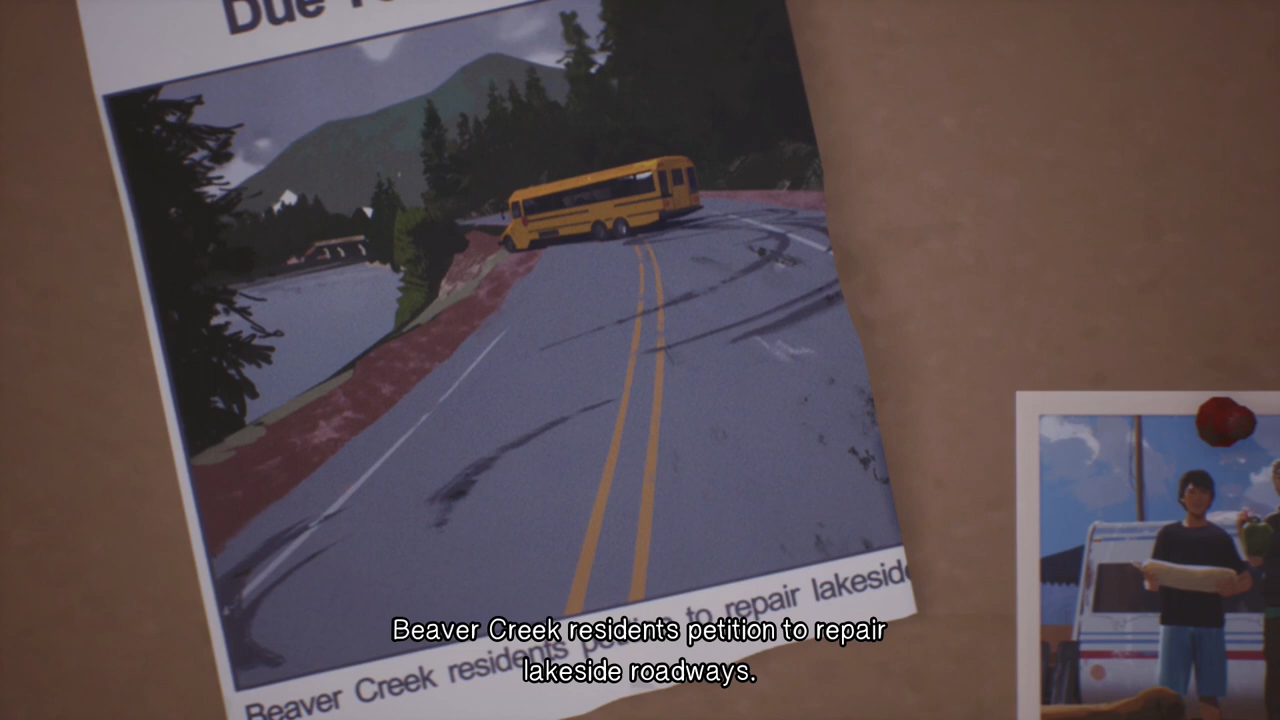 Due
Beaver Creek residents petition to repair lakeside
Beaver Creek residents petition to repair
lakeside roadways.